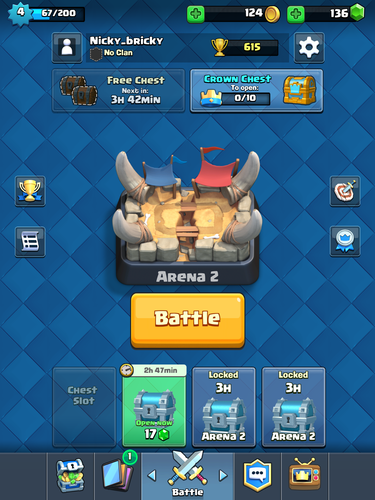 4 67/200 124 136
Nicky_bricky
No Clan
615
Free Chest
Next in:
3h 42min
Crown Chest
To open:
0/10
Arena 2
Battle
Chest
Slot
2h 47min
Open now
17
Arena 2
Locked
3H
Arena 2
Locked
3H
Arena 2
1
Battle